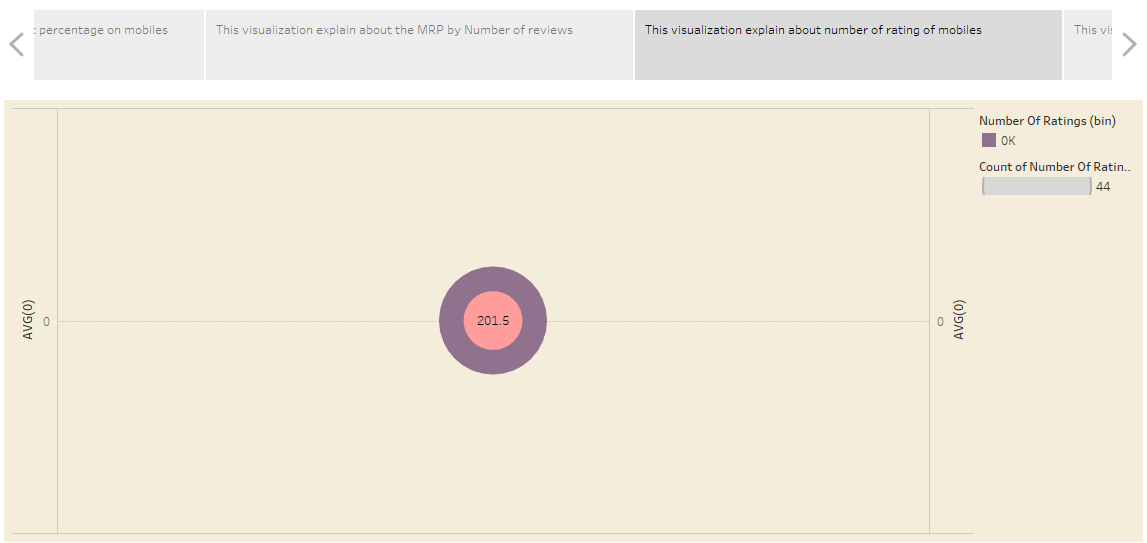 percentage on mobiles
This visualization explain about the MRP by Number of reviews
This visualization explain about number of rating of mobiles
This
Number Of Ratings (bin)
0K
Count of Number Of Ratin..
44
AVG(0)
0
201.5
0
AVG(0)